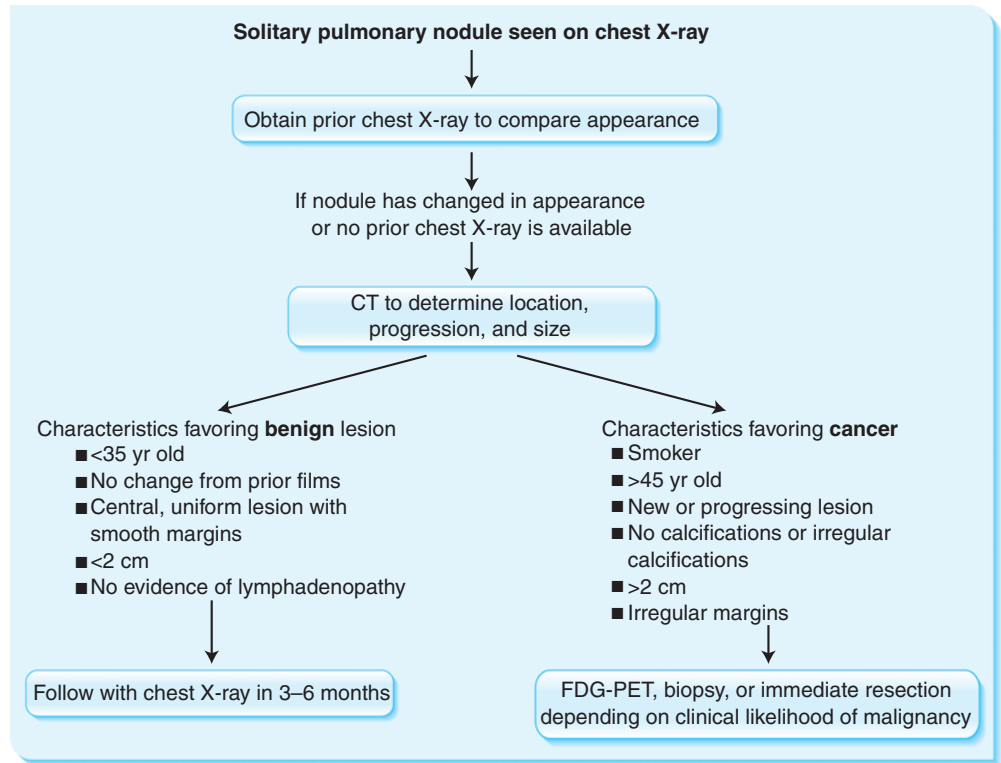 Solitary pulmonary nodule seen on chest X-ray
Obtain prior chest X-ray to compare appearance
If nodule has changed in appearance
or no prior chest X-ray is available
CT to determine location,
progression, and size
Characteristics favoring benign lesion
■ <35 yr old
■ No change from prior films
■ Central, uniform lesion with
smooth margins
■ <2 cm
■ No evidence of lymphadenopathy
Follow with chest X-ray in 3–6 months
Characteristics favoring cancer
■ Smoker
■ >45 yr old
■ New or progressing lesion
■ No calcifications or irregular
calcifications
■ >2 cm
■ Irregular margins
FDG-PET, biopsy, or immediate resection
depending on clinical likelihood of malignancy